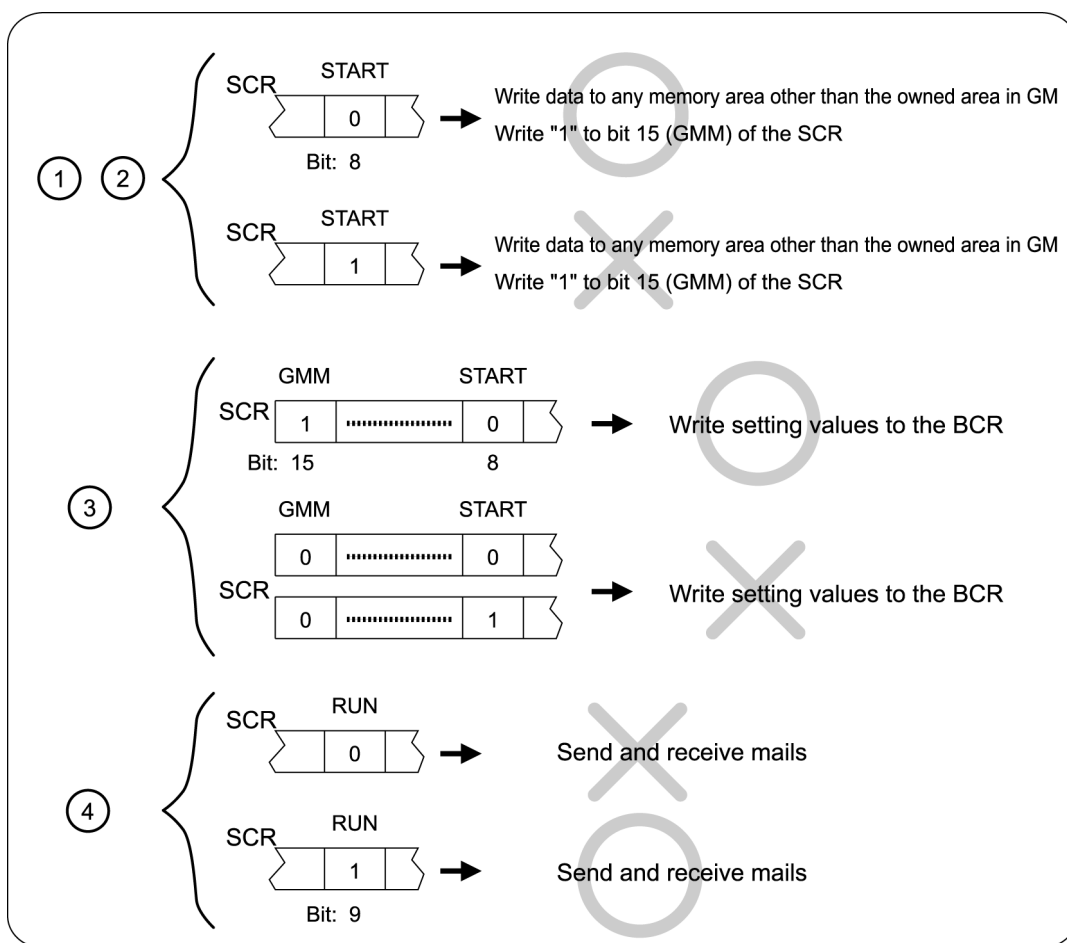 START
SCR
0
Write data to any memory area other than the owned area in GM
Write "1" to bit 15 (GMM) of the SCR
Bit: 8
① ②
START
SCR
1
Write data to any memory area other than the owned area in GM
Write "1" to bit 15 (GMM) of the SCR
GMM START
SCR
1 0
Write setting values to the BCR
Bit: 15 8
③
GMM START
0 0
SCR
Write setting values to the BCR
0 1
RUN
SCR
0
Send and receive mails
④
RUN
SCR
1
Send and receive mails
Bit: 9